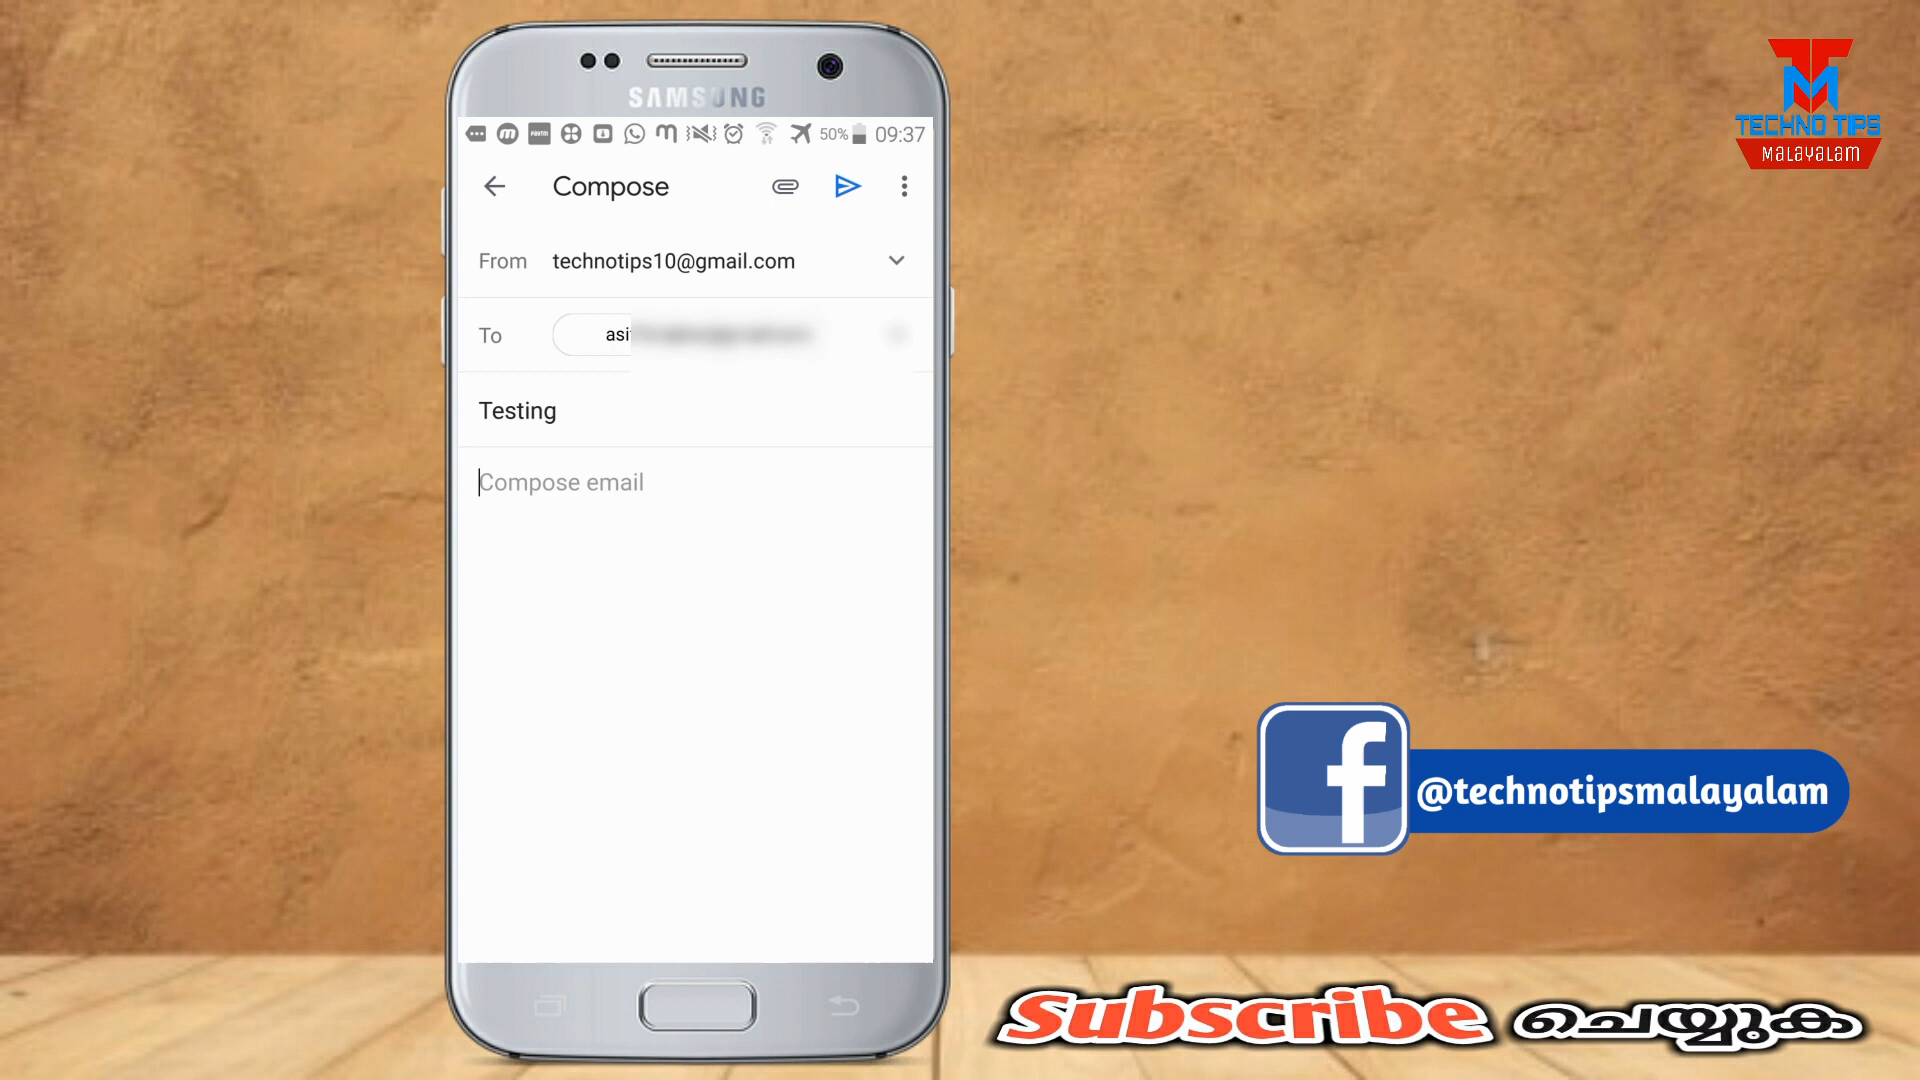 SAMSUNG
50% 09:37
Compose
From technotips10@gmail.com
To asi
Testing
Compose email
TM
TECHNO TIPS
Malayalam
f
@technotipsmalayalam
Subscribe ചെയ്യുക